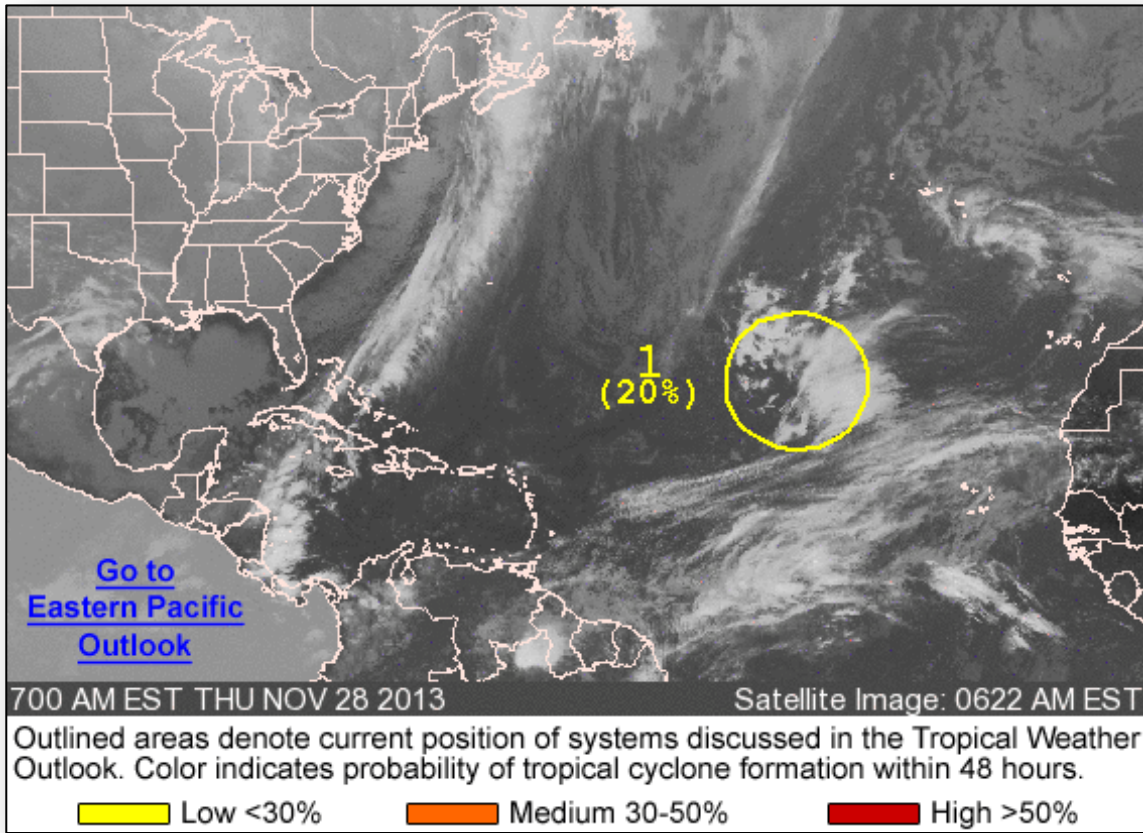 1
(20%)
Go to
Eastern Pacific
Outlook
700 AM EST THU NOV 28 2013
Satellite Image: 0622 AM EST
Outlined areas denote current position of systems discussed in the Tropical Weather
Outlook. Color indicates probability of tropical cyclone formation within 48 hours.
Low <30%
Medium 30-50%
High >50%